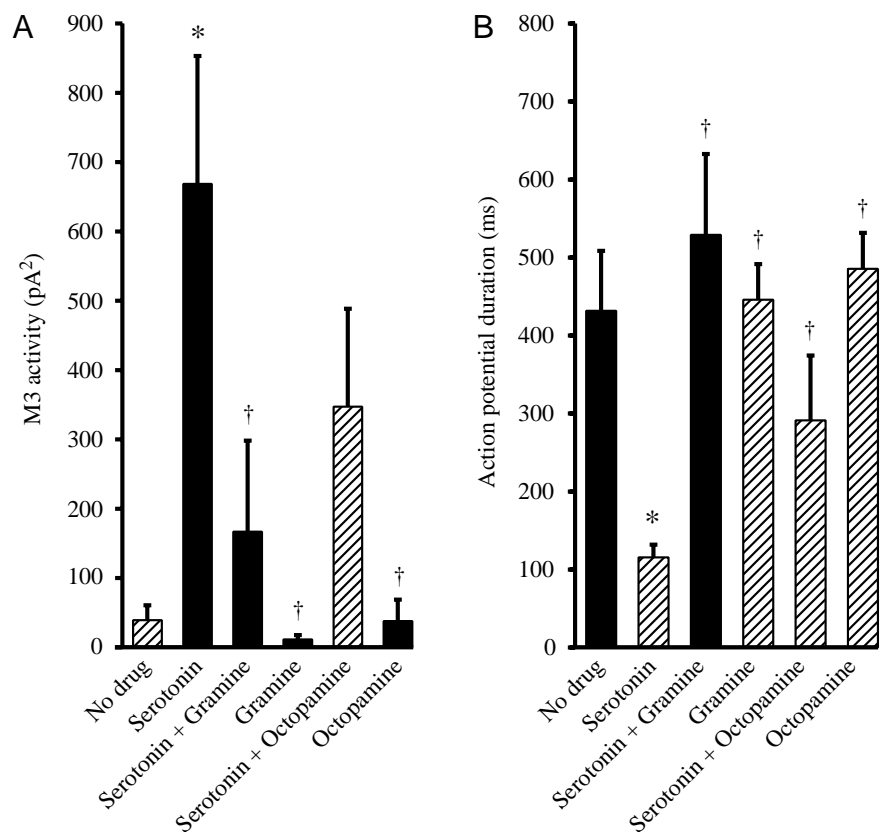 A
M3 activity (pA²)
900
800
700
600
500
400
300
200
100
0
*
†
†
†
No drug
Serotonin
Serotonin + Gramine
Gramine
Serotonin + Octopamine
Octopamine
B
Action potential duration (ms)
800
700
600
500
400
300
200
100
0
*
†
†
†
†
No drug
Serotonin
Serotonin + Gramine
Gramine
Serotonin + Octopamine
Octopamine